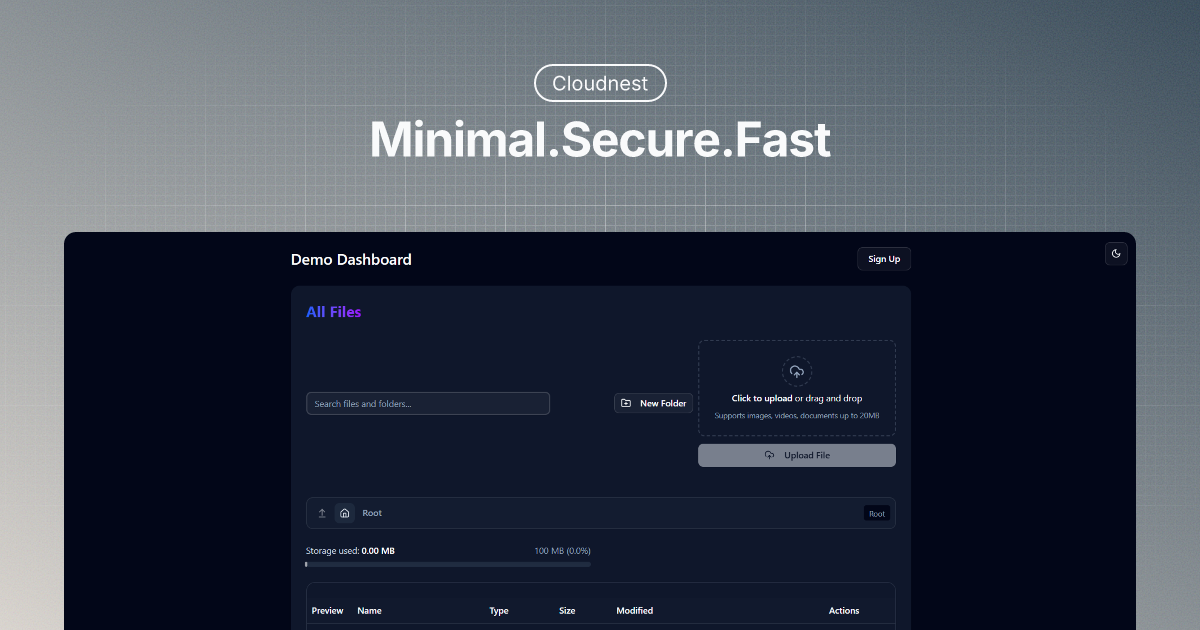 Cloudnest
Minimal.Secure.Fast
Demo Dashboard
Sign Up
All Files
Search files and folders...
New Folder
Click to upload or drag and drop
Supports images, videos, documents up to 20MB
Upload File
Root
Root
Storage used: 0.00 MB
100 MB (0.0%)
Preview Name Type Size Modified Actions